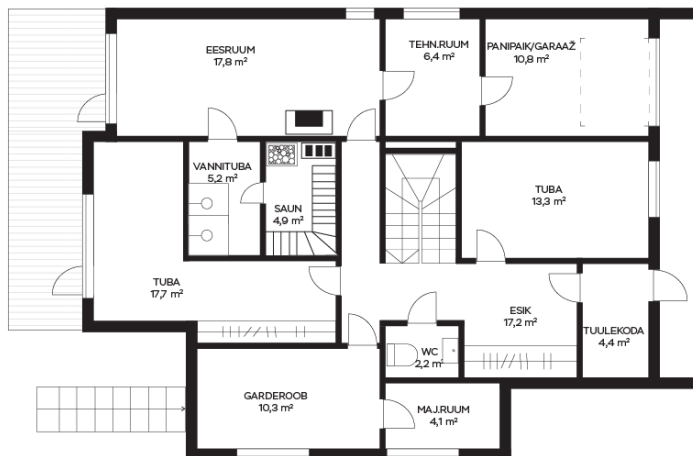 EESRUUM
17,8 m²
TEHN.RUUM
6,4 m²
PANIPAIK/GARAAŽ
10,8 m²
VANNITUBA
5,2 m²
SAUN
4,9 m²
TUBA
13,3 m²
TUBA
17,7 m²
ESIK
17,2 m²
TUULEKODA
4,4 m²
WC
2,2 m²
GARDEROOB
10,3 m²
MAJ.RUUM
4,1 m²